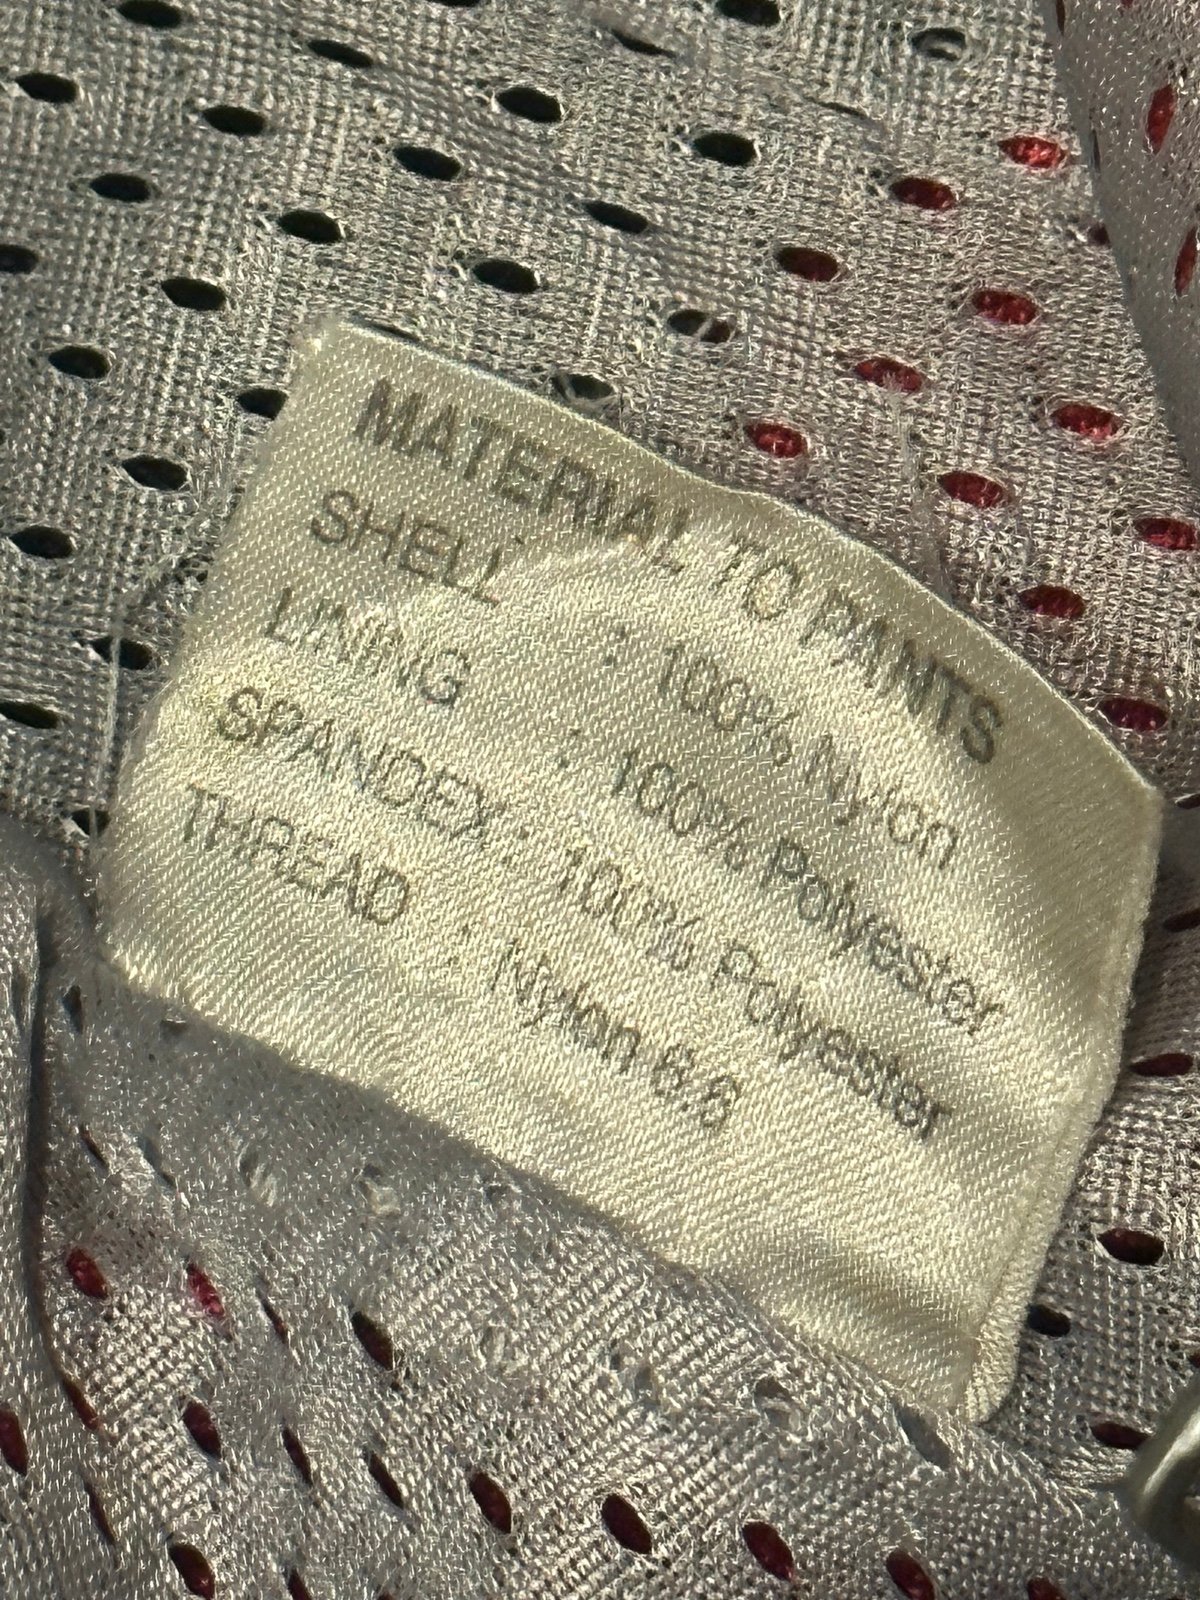 MATERIAL TO PANTS
SHELL : 100% Nylon
LINING : 100% Polyester
SPANDEX : 100% Polyester
THREAD : Nylon 6.6